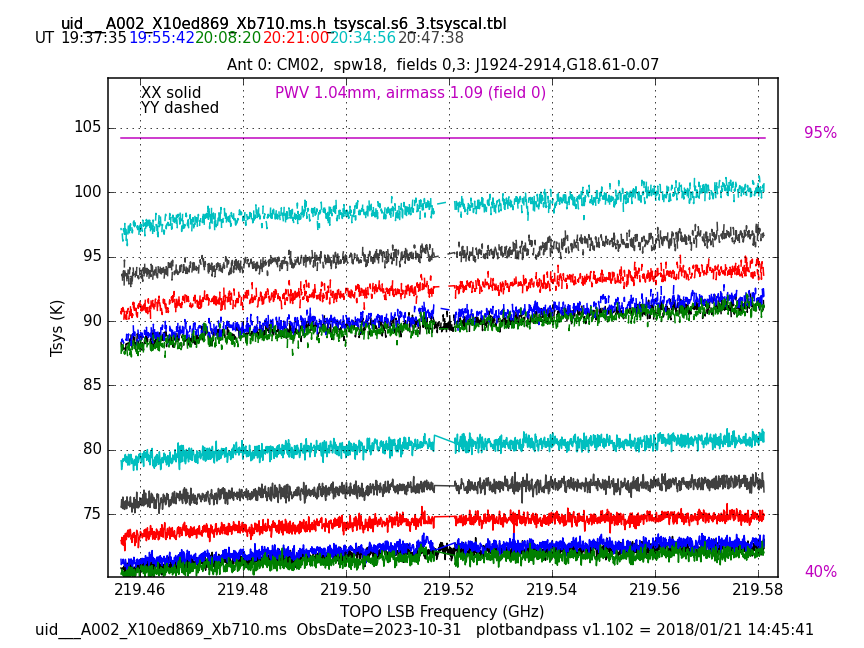 uid___A002_X10ed869_Xb710.ms.h_tsyscal.s6_3.tsyscal.tbl
UT 19:37:35 19:55:42 20:08:20 20:21:00 20:34:56 20:47:38
Ant 0: CM02, spw18, fields 0,3: J1924-2914,G18.61-0.07
XX solid PWV 1.04mm, airmass 1.09 (field 0)
YY dashed
105
95%
100
95
90
85
80
75
40%
Tsys (K)
219.46 219.48 219.50 219.52 219.54 219.56 219.58
TOPO LSB Frequency (GHz)
uid___A002_X10ed869_Xb710.ms ObsDate=2023-10-31 plotbandpass v1.102 = 2018/01/21 14:45:41